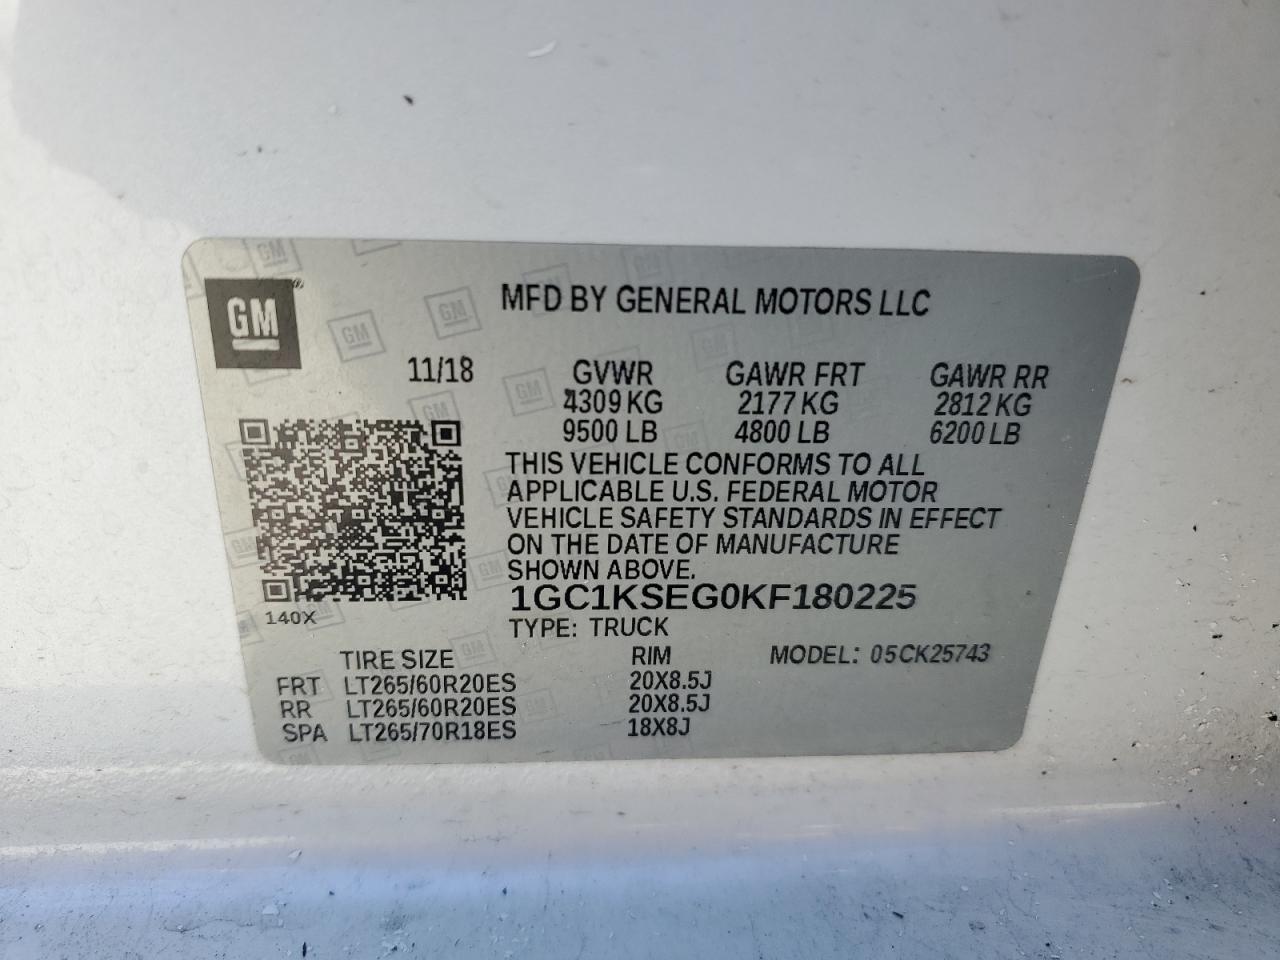 GM
MFD BY GENERAL MOTORS LLC
11/18 GVWR GAWR FRT GAWR RR
4309 KG 2177 KG 2812 KG
9500 LB 4800 LB 6200 LB
THIS VEHICLE CONFORMS TO ALL
APPLICABLE U.S. FEDERAL MOTOR
VEHICLE SAFETY STANDARDS IN EFFECT
ON THE DATE OF MANUFACTURE
SHOWN ABOVE.
1GC1KSEG0KF180225
140X
TYPE: TRUCK
TIRE SIZE RIM MODEL: 05CK25743
FRT LT265/60R20ES 20X8.5J
RR LT265/60R20ES 20X8.5J
SPA LT265/70R18ES 18X8J